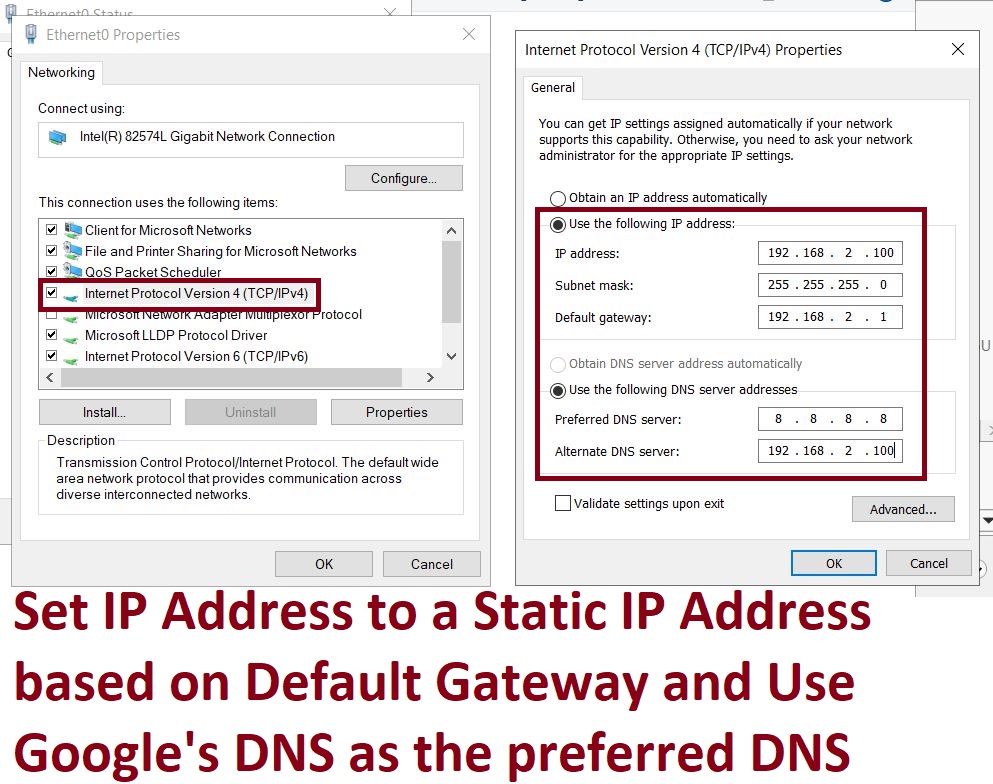 Ethernet0 Status
Ethernet0 Properties
Networking
Connect using:
Intel(R) 82574L Gigabit Network Connection
Configure...
This connection uses the following items:
Client for Microsoft Networks
File and Printer Sharing for Microsoft Networks
QoS Packet Scheduler
Internet Protocol Version 4 (TCP/IPv4)
Microsoft Network Adapter Multiplexor Protocol
Microsoft LLDP Protocol Driver
Internet Protocol Version 6 (TCP/IPv6)
Install...
Uninstall
Properties
Description
Transmission Control Protocol/Internet Protocol. The default wide
area network protocol that provides communication across
diverse interconnected networks.
OK
Cancel
Internet Protocol Version 4 (TCP/IPv4) Properties
General
You can get IP settings assigned automatically if your network
supports this capability. Otherwise, you need to ask your network
administrator for the appropriate IP settings.
Obtain an IP address automatically
Use the following IP address:
IP address: 192 . 168 . 2 . 100
Subnet mask: 255 . 255 . 255 . 0
Default gateway: 192 . 168 . 2 . 1
Obtain DNS server address automatically
Use the following DNS server addresses
Preferred DNS server: 8 . 8 . 8 . 8
Alternate DNS server: 192 . 168 . 2 . 100
Validate settings upon exit
Advanced...
OK
Cancel
Set IP Address to a Static IP Address
based on Default Gateway and Use
Google's DNS as the preferred DNS